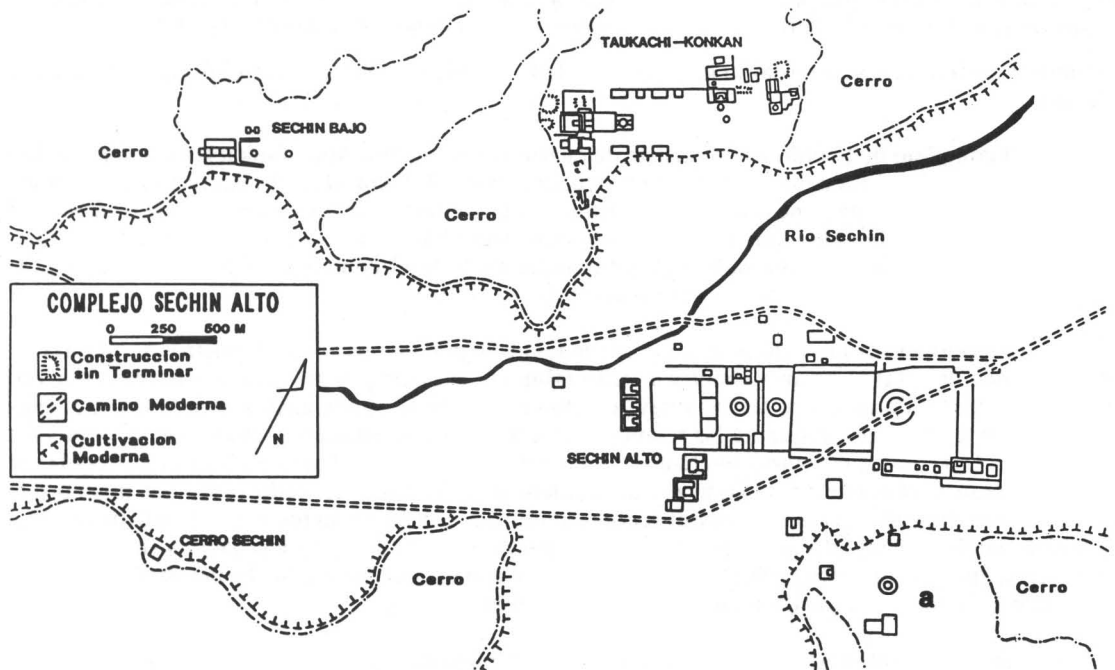 TAUKACHI–KONKAN
Cerro
SECHIN BAJO
Cerro
Cerro
Rio Sechin
COMPLEJO SECHIN ALTO
0 250 500 M
Construccion
sin Terminar
Camino Moderna
Cultivacion
Moderna
N
SECHIN ALTO
CERRO SECHIN
Cerro
a
Cerro